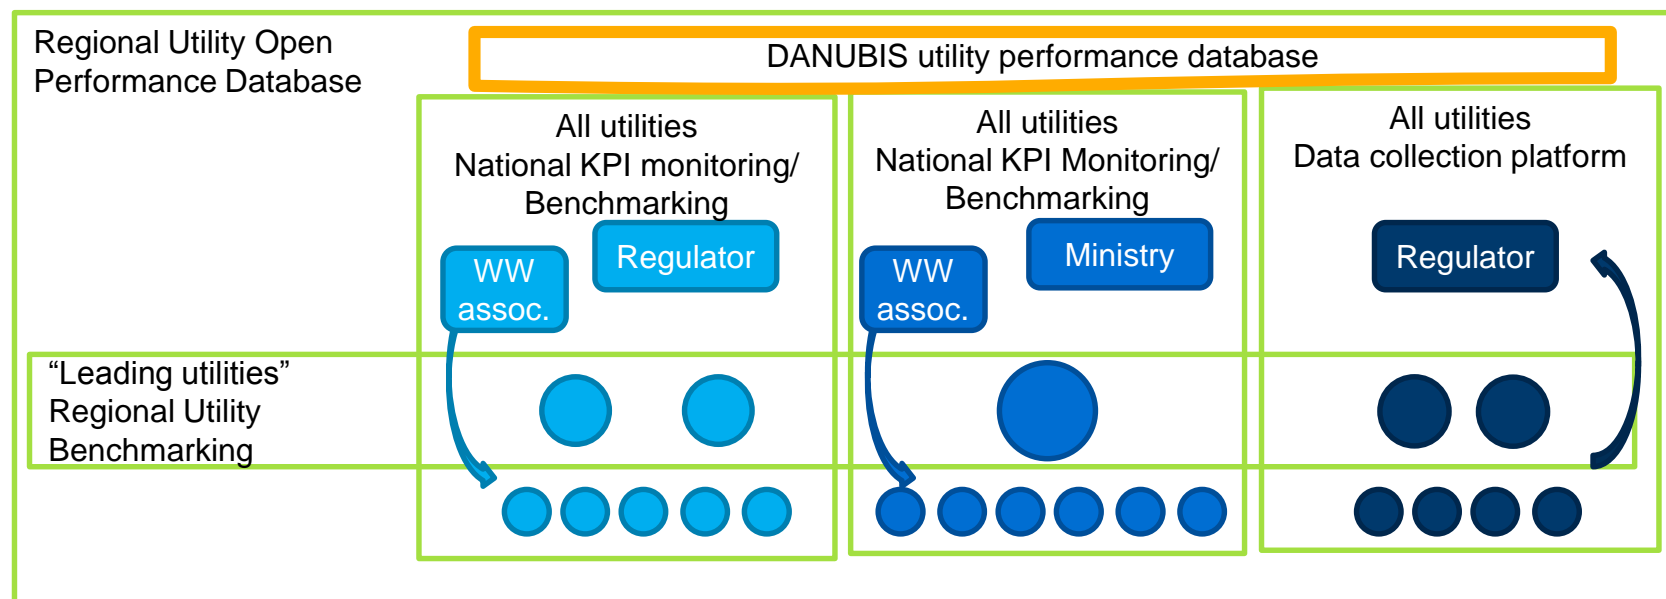 Regional Utility Open
Performance Database
DANUBIS utility performance database
All utilities
National KPI monitoring/
Benchmarking
WW
assoc.
Regulator
All utilities
National KPI Monitoring/
Benchmarking
WW
assoc.
Ministry
All utilities
Data collection platform
Regulator
“Leading utilities”
Regional Utility
Benchmarking